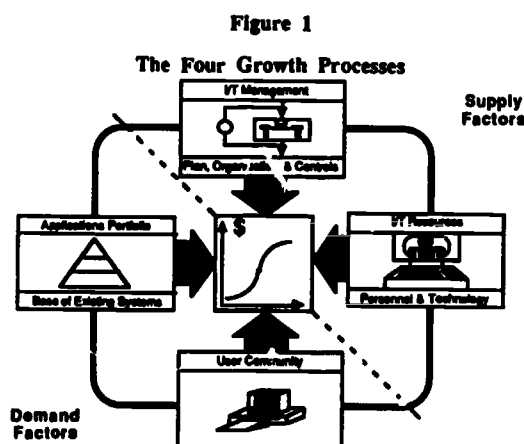 Figure 1
The Four Growth Processes
I/T Management
Supply
Factors
Plan, Organization & Controls
Applications Portfolio
$
I/T Resources
Base of Existing Systems
Personnel & Technology
User Community
Demand
Factors